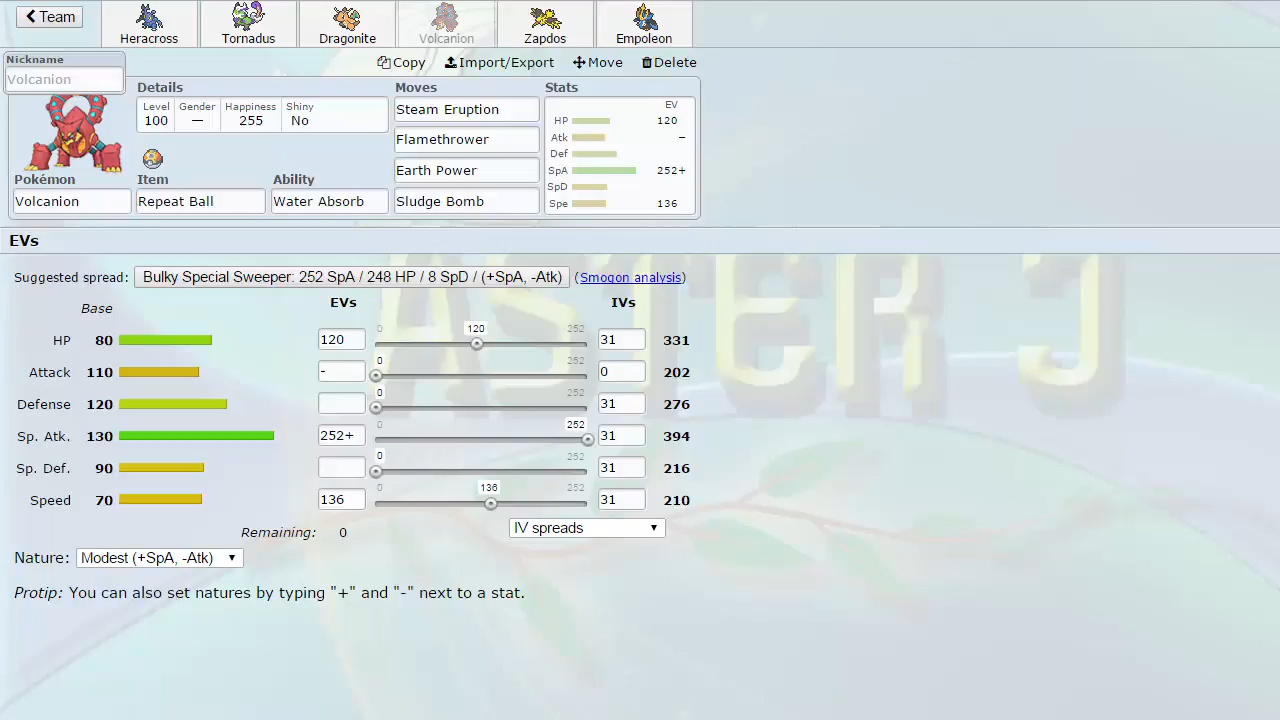 Team
Heracross
Tornadus
Dragonite
Volcanion
Zapdos
Empoleon
Nickname
Volcanion
Copy
Import/Export
Move
Delete
Details
Moves
Stats
Level
Gender
Happiness
Shiny
100
—
255
No
Steam Eruption
Flamethrower
Earth Power
Sludge Bomb
EV
HP 120
Atk –
Def
SpA 252+
SpD
Spe 136
Pokémon
Item
Ability
Volcanion
Repeat Ball
Water Absorb
EVs
Suggested spread: Bulky Special Sweeper: 252 SpA / 248 HP / 8 SpD / (+SpA, -Atk) (Smogon analysis)
Base EVs IVs
0 120 252
HP 80 120 31 331
0 252
Attack 110 - 0 202
0 252
Defense 120 31 276
0 252
Sp. Atk. 130 252+ 31 394
0 252
Sp. Def. 90 31 216
0 136 252
Speed 70 136 31 210
Remaining: 0 IV spreads
Nature: Modest (+SpA, -Atk)
Protip: You can also set natures by typing "+" and "-" next to a stat.
ASTER J